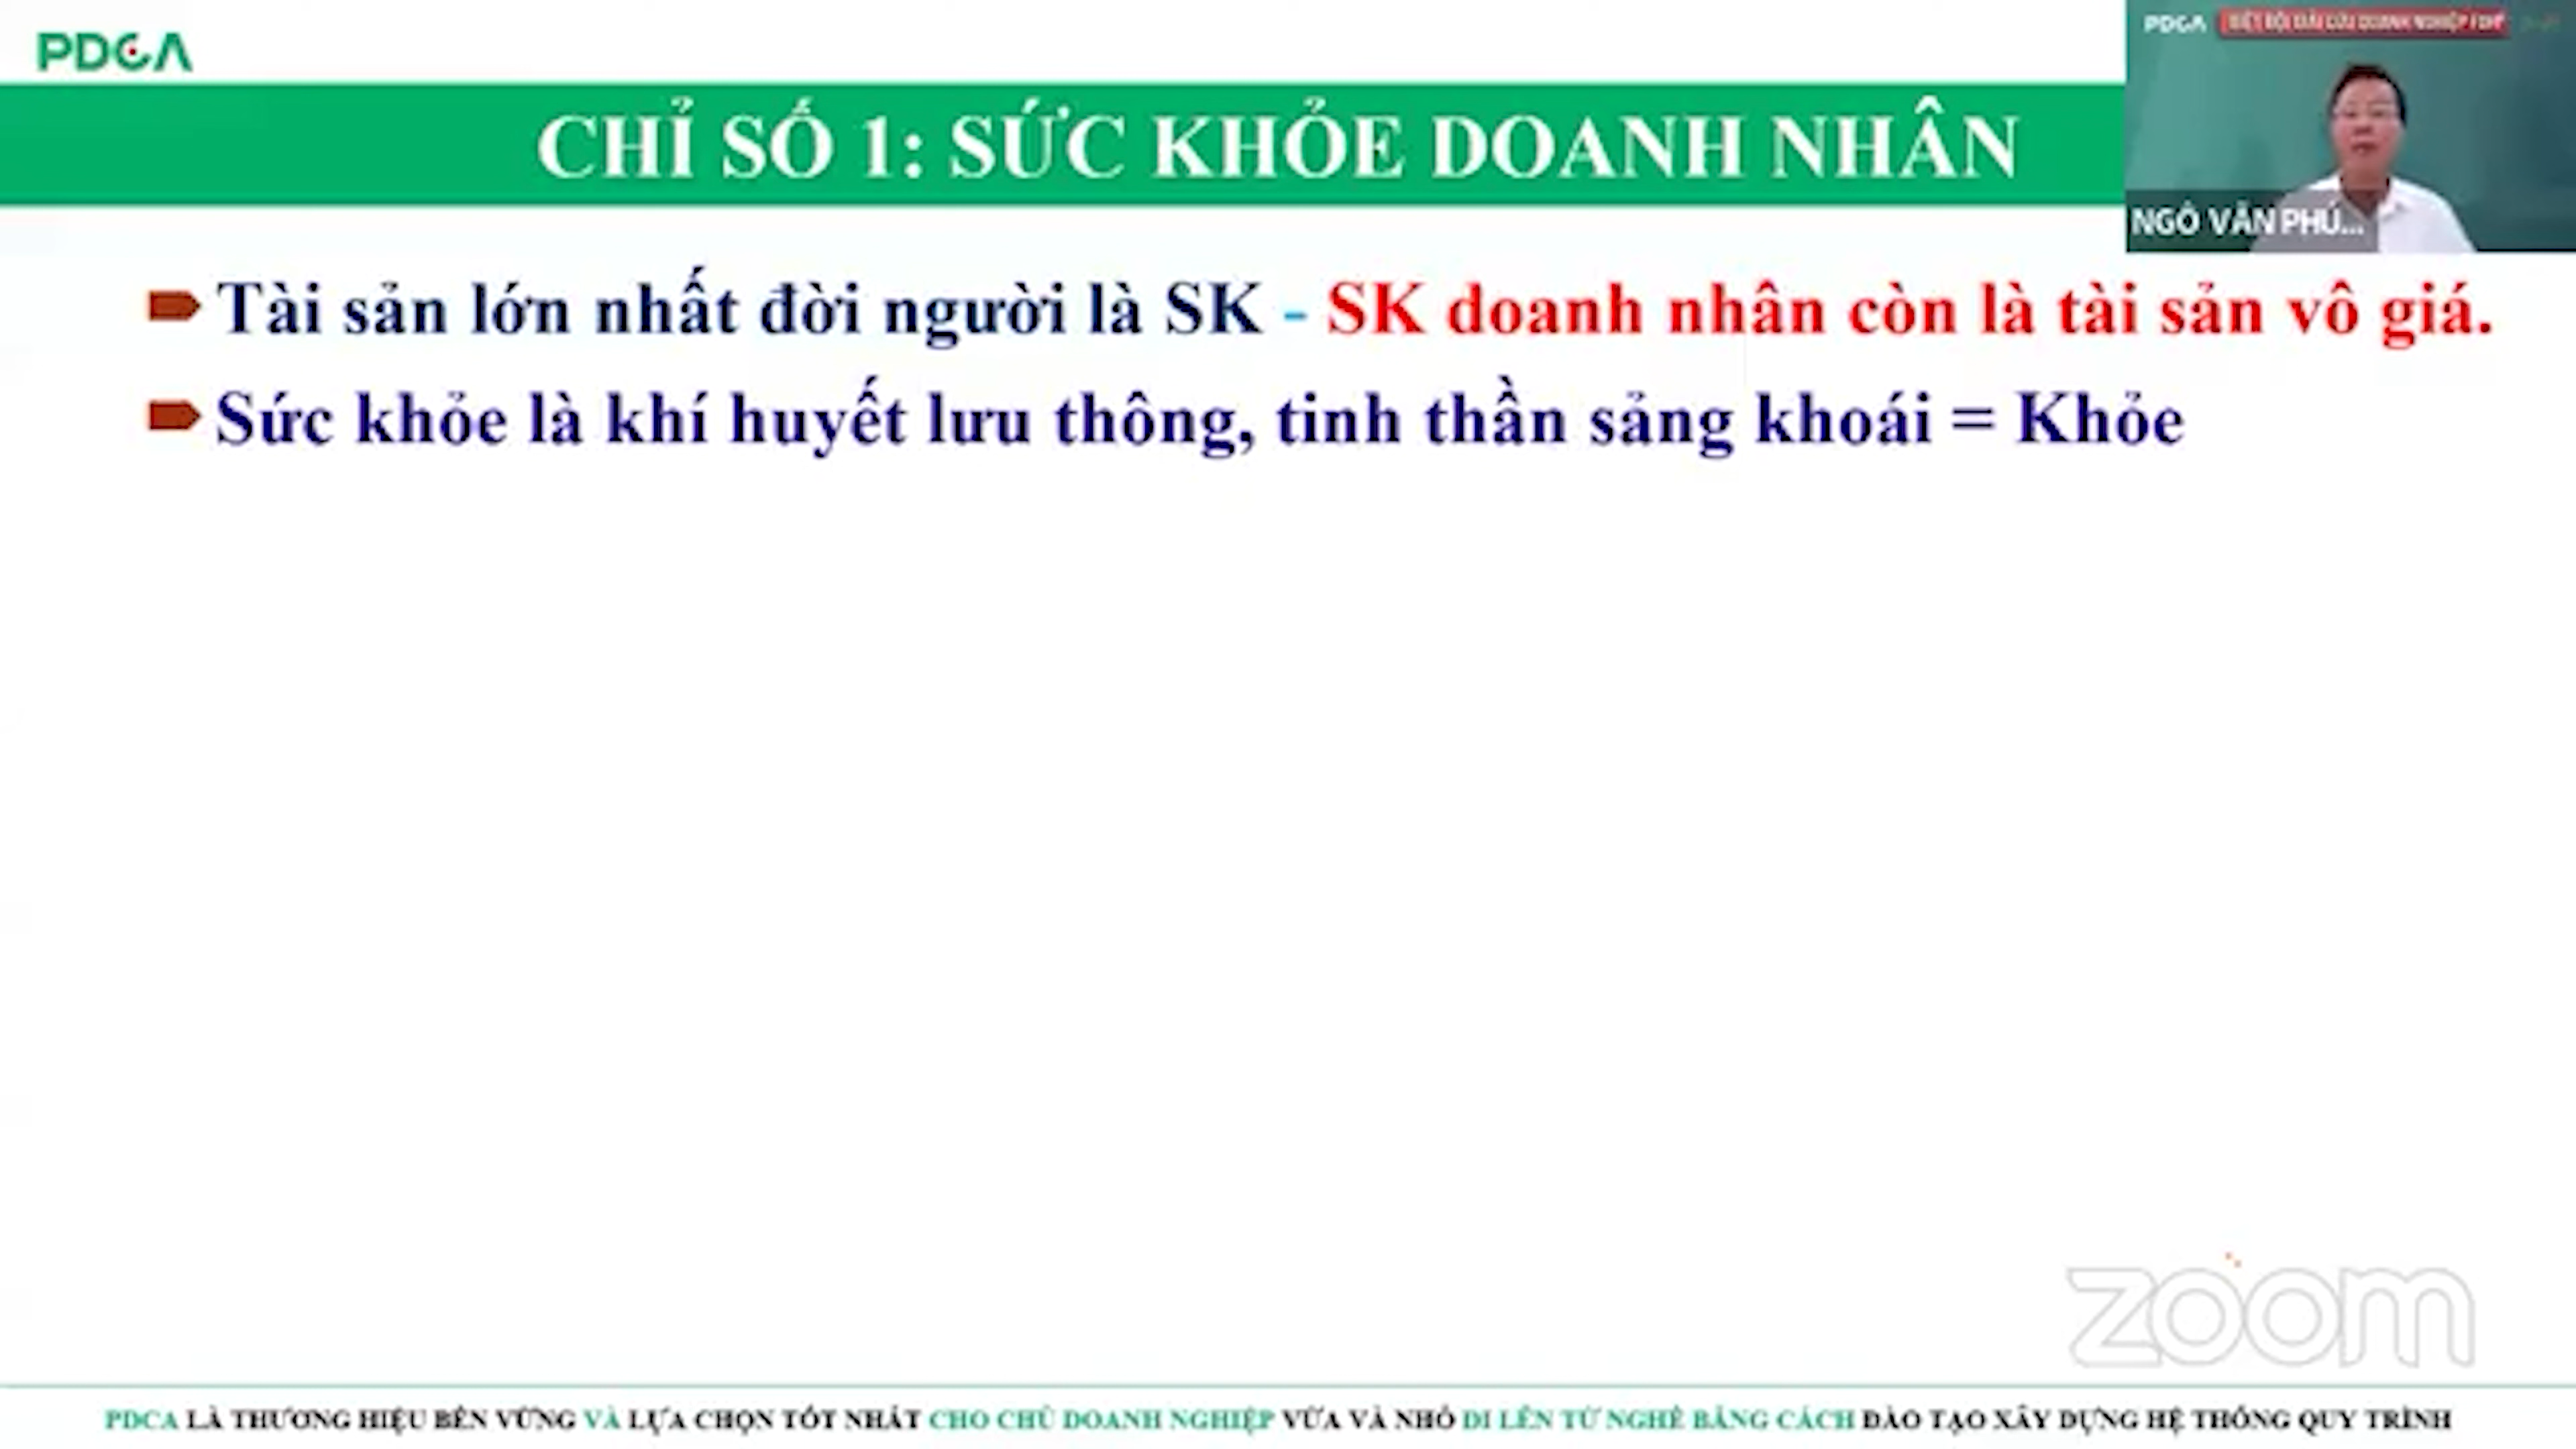 PDCA
CHỈ SỐ 1: SỨC KHỎE DOANH NHÂN
PDCA
NGÔ VĂN PHÚ...
Tài sản lớn nhất đời người là SK - SK doanh nhân còn là tài sản vô giá.
Sức khỏe là khí huyết lưu thông, tinh thần sảng khoái = Khỏe
zoom
PDCA LÀ THƯƠNG HIỆU BỀN VỮNG VÀ LỰA CHỌN TỐT NHẤT CHO CHỦ DOANH NGHIỆP VỪA VÀ NHỎ ĐI LÊN TỪ NGHỀ BẰNG CÁCH ĐÀO TẠO XÂY DỰNG HỆ THỐNG QUY TRÌNH